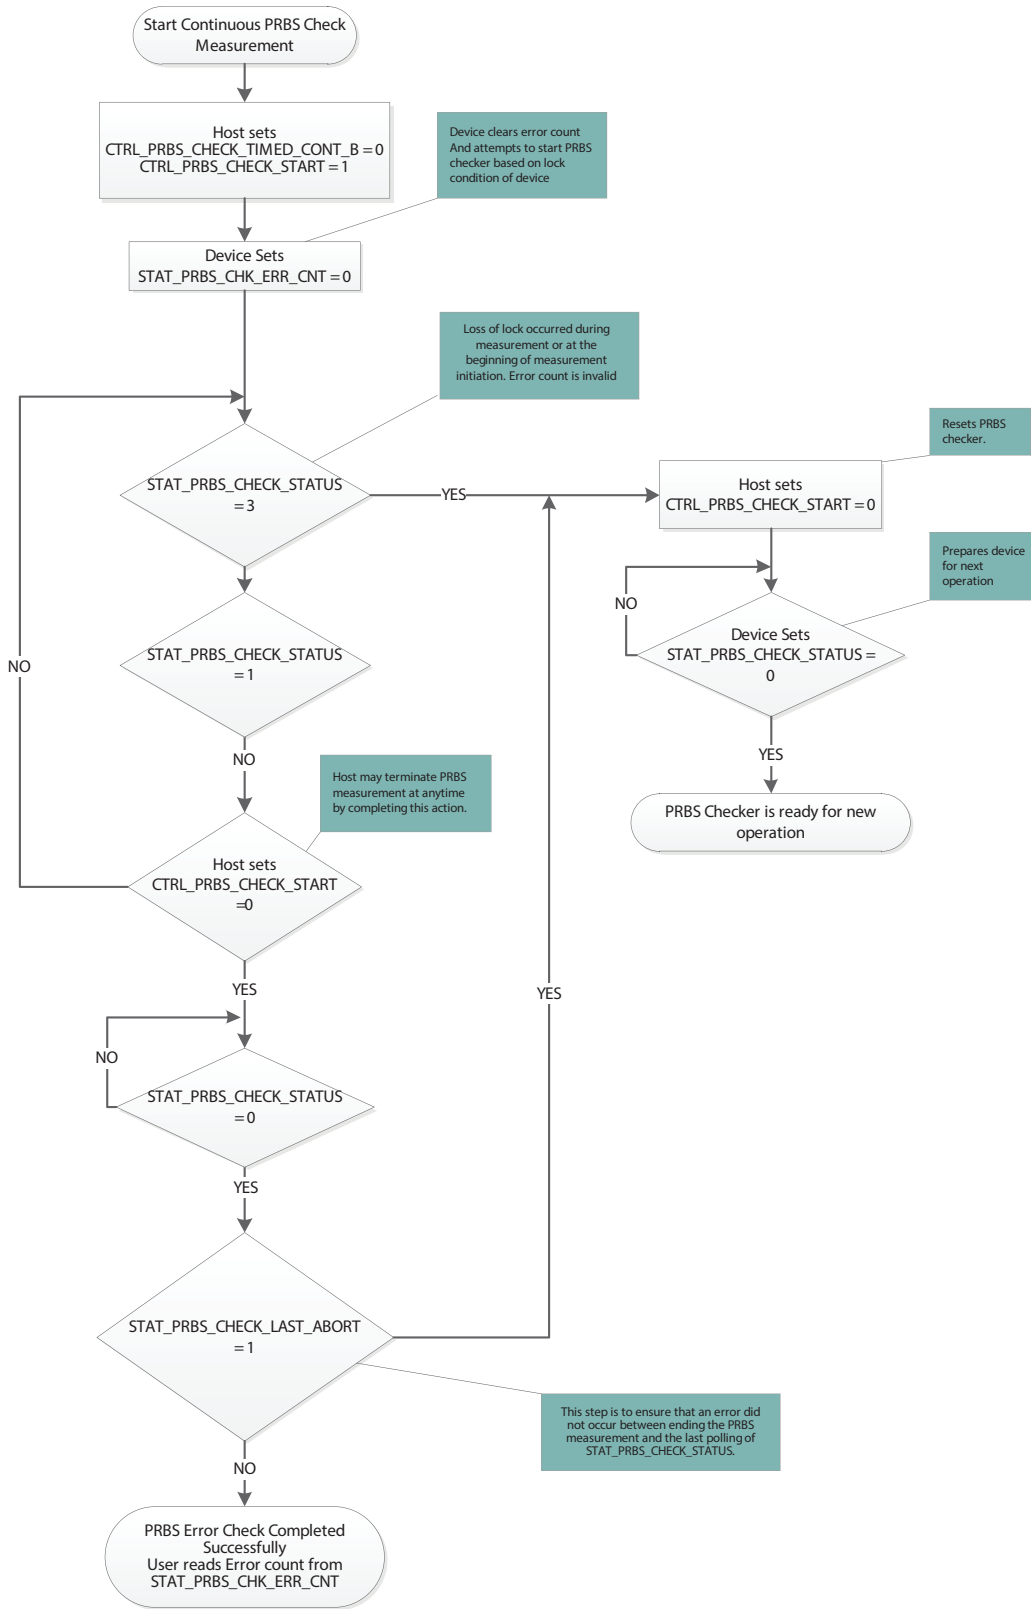 Start Continuous PRBS Check
Measurement
Host sets
CTRL_PRBS_CHECK_TIMED_CONT_B = 0
CTRL_PRBS_CHECK_START = 1
Device clears error count
And attempts to start PRBS
checker based on lock
condition of device
Device Sets
STAT_PRBS_CHK_ERR_CNT = 0
Loss of lock occurred during
measurement or at the
beginning of measurement
initiation. Error count is invalid
Resets PRBS
checker.
STAT_PRBS_CHECK_STATUS
= 3
YES
Host sets
CTRL_PRBS_CHECK_START = 0
Prepares device
for next
operation
NO
Device Sets
STAT_PRBS_CHECK_STATUS =
0
NO
STAT_PRBS_CHECK_STATUS
= 1
NO
YES
Host may terminate PRBS
measurement at anytime
by completing this action.
PRBS Checker is ready for new
operation
Host sets
CTRL_PRBS_CHECK_START
=0
YES
YES
NO
STAT_PRBS_CHECK_STATUS
= 0
YES
STAT_PRBS_CHECK_LAST_ABORT
= 1
This step is to ensure that an error did
not occur between ending the PRBS
measurement and the last polling of
STAT_PRBS_CHECK_STATUS.
NO
PRBS Error Check Completed
Successfully
User reads Error count from
STAT_PRBS_CHK_ERR_CNT